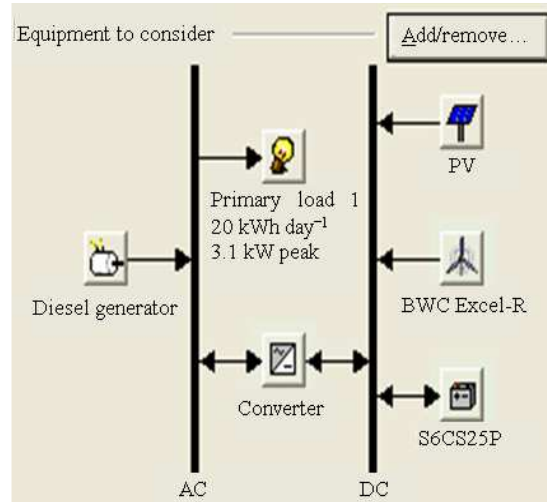 Equipment to consider
Add/remove...
PV
Primary load 1
20 kWh day⁻¹
3.1 kW peak
Diesel generator
BWC Excel-R
Converter
S6CS25P
AC
DC